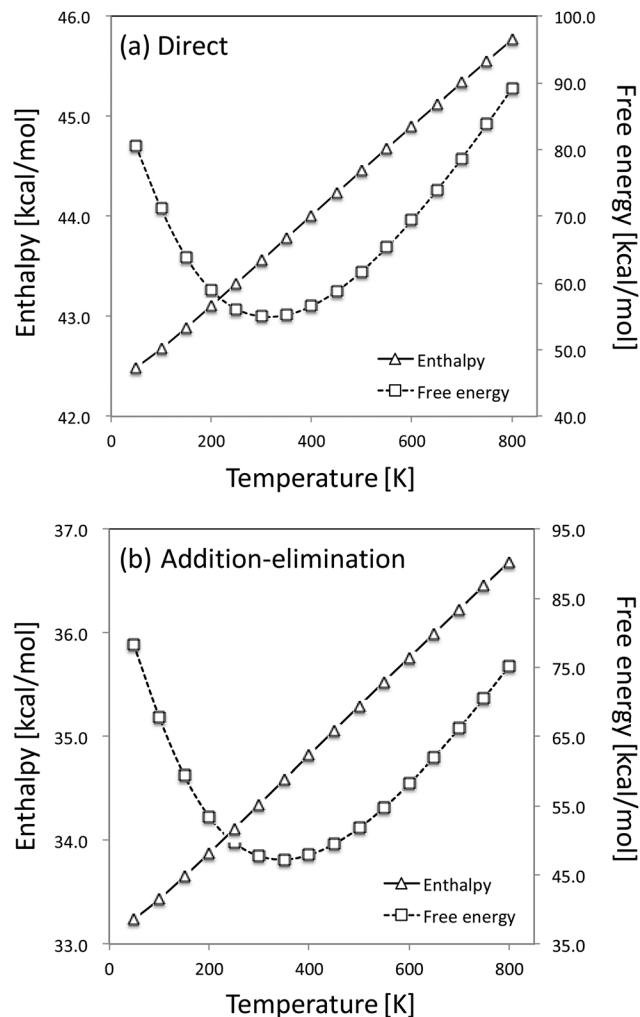 (a) Direct
Enthalpy [kcal/mol]
46.0
45.0
44.0
43.0
42.0
100.0
90.0
80.0
70.0
60.0
50.0
40.0
Free energy [kcal/mol]
Enthalpy
Free energy
0 200 400 600 800
Temperature [K]
(b) Addition-elimination
Enthalpy [kcal/mol]
37.0
36.0
35.0
34.0
33.0
95.0
85.0
75.0
65.0
55.0
45.0
35.0
Free energy [kcal/mol]
Enthalpy
Free energy
0 200 400 600 800
Temperature [K]